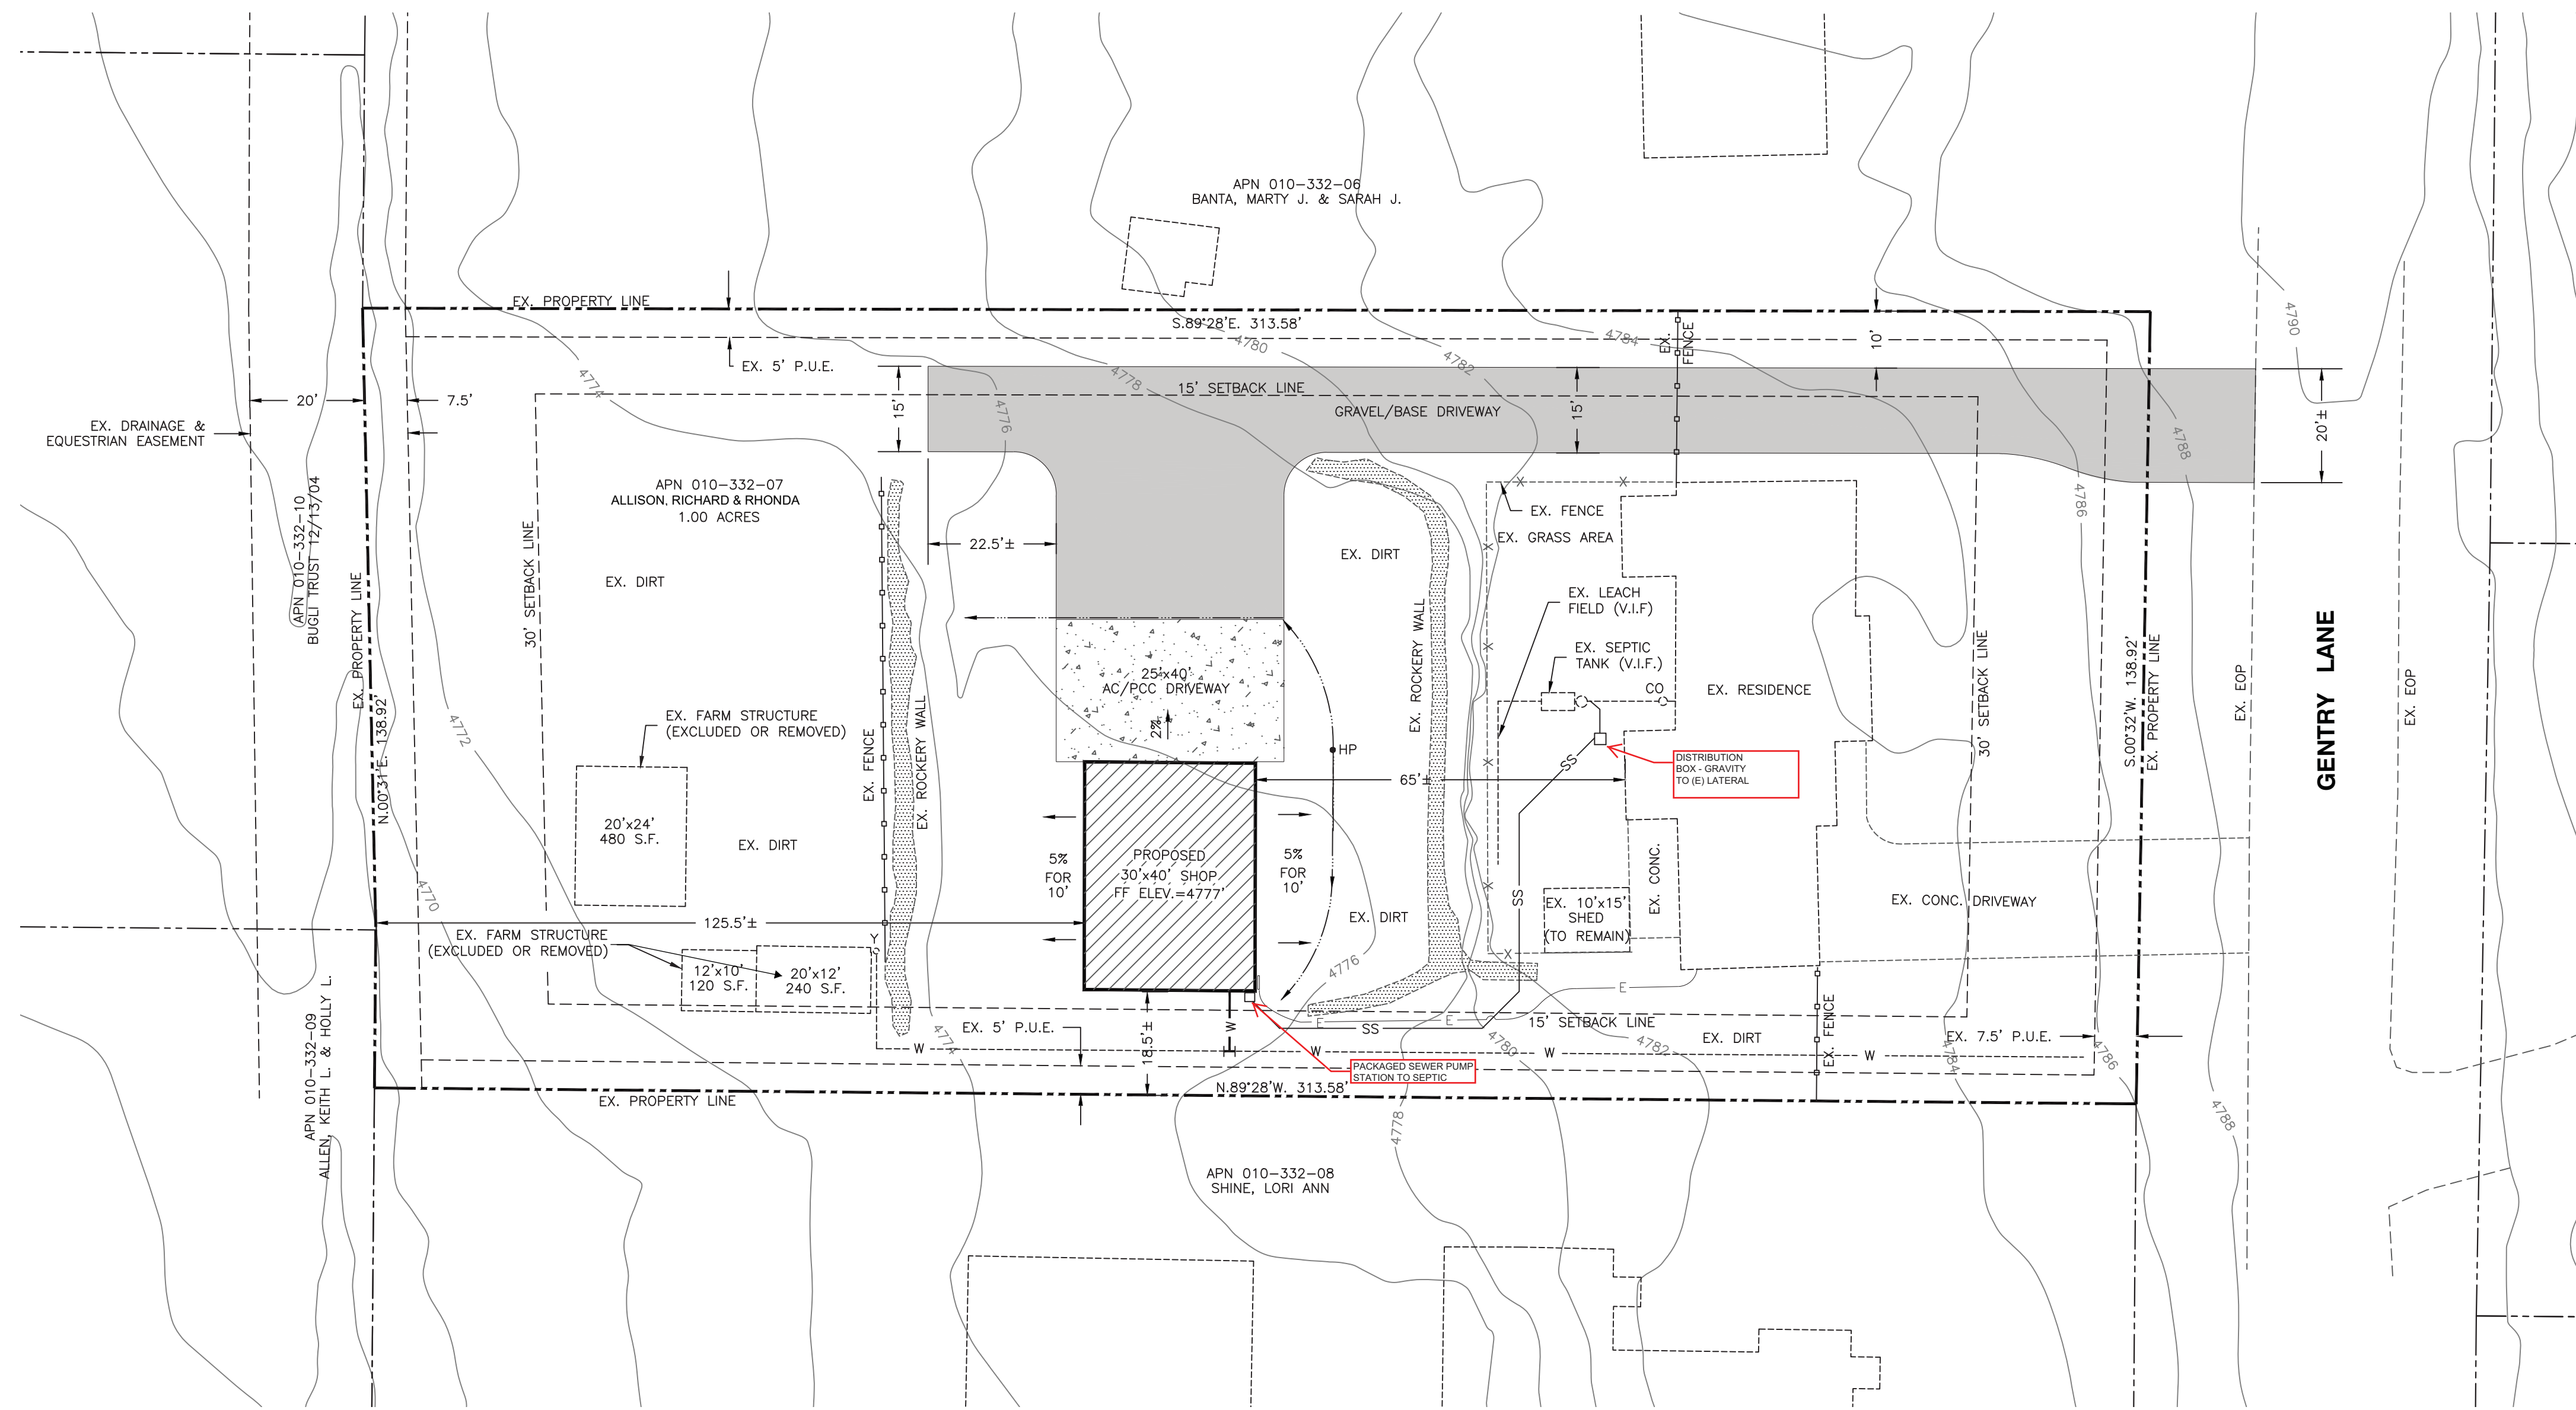 APN 010-332-06
BANTA, MARTY J. & SARAH J.
EX. PROPERTY LINE
S.89°28'E. 313.58'
EX. 5' P.U.E.
4774
4776
4778
4780
4782
4784
4790
4788
4786
EX.
FENCE
10'
15'
15'
15' SETBACK LINE
GRAVEL/BASE DRIVEWAY
20'±
20'
7.5'
EX. DRAINAGE &
EQUESTRIAN EASEMENT
APN 010-332-10
BUGLI TRUST 12/13/04
APN 010-332-07
ALLISON, RICHARD & RHONDA
1.00 ACRES
30' SETBACK LINE
EX. PROPERTY LINE
N.00°31'E. 138.92'
22.5'±
EX. DIRT
EX. DIRT
EX. FENCE
EX. GRASS AREA
EX. LEACH
FIELD (V.I.F)
EX. SEPTIC
TANK (V.I.F.)
CO
EX. RESIDENCE
X
X
X
X
X
X
X
EX. ROCKERY WALL
30' SETBACK LINE
S.00°32'W. 138.92'
EX. PROPERTY LINE
EX. EOP
GENTRY LANE
EX. EOP
25'x40'
AC/PCC DRIVEWAY
2%
HP
65'±
SS
DISTRIBUTION
BOX - GRAVITY
TO (E) LATERAL
EX. FARM STRUCTURE
(EXCLUDED OR REMOVED)
4772
EX. FENCE
EX. ROCKERY WALL
20'x24'
480 S.F.
EX. DIRT
5%
FOR
10'
PROPOSED
30'x40' SHOP
FF ELEV.=4777'
5%
FOR
10'
EX. DIRT
SS
EX. 10'x15'
SHED
(TO REMAIN)
EX. CONC.
EX. CONC. DRIVEWAY
4770
125.5'±
EX. FARM STRUCTURE
(EXCLUDED OR REMOVED)
Y
12'x10'
120 S.F.
20'x12'
240 S.F.
4776
E
E
E
SS
15' SETBACK LINE
EX. DIRT
EX. FENCE
EX. 7.5' P.U.E.
4774
EX. 5' P.U.E.
18.5'±
W
W
W
W
W
4780
4782
4784
4786
PACKAGED SEWER PUMP
STATION TO SEPTIC
N.89°28'W. 313.58'
EX. PROPERTY LINE
4778
4788
APN 010-332-09
ALLEN, KEITH L. & HOLLY L.
APN 010-332-08
SHINE, LORI ANN